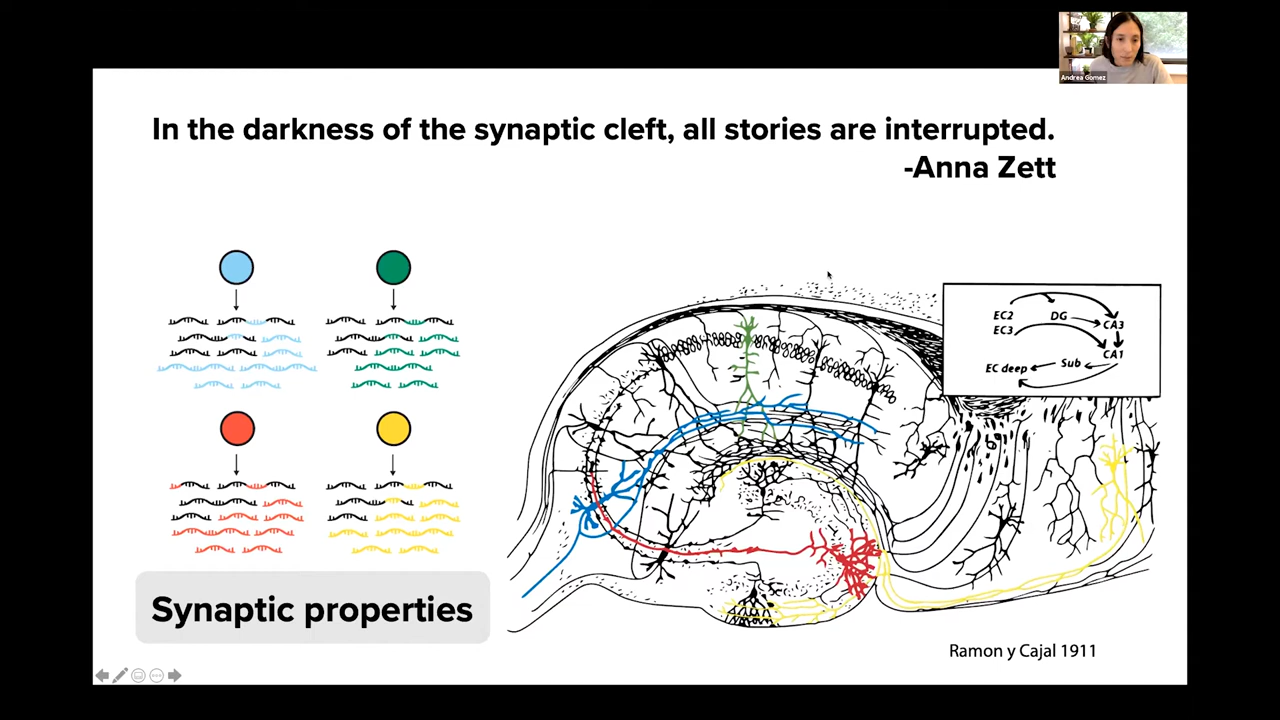 Andrea Gomez
In the darkness of the synaptic cleft, all stories are interrupted.
-Anna Zett
EC2
DG
CA3
EC3
CA1
EC deep
Sub
Synaptic properties
Ramon y Cajal 1911